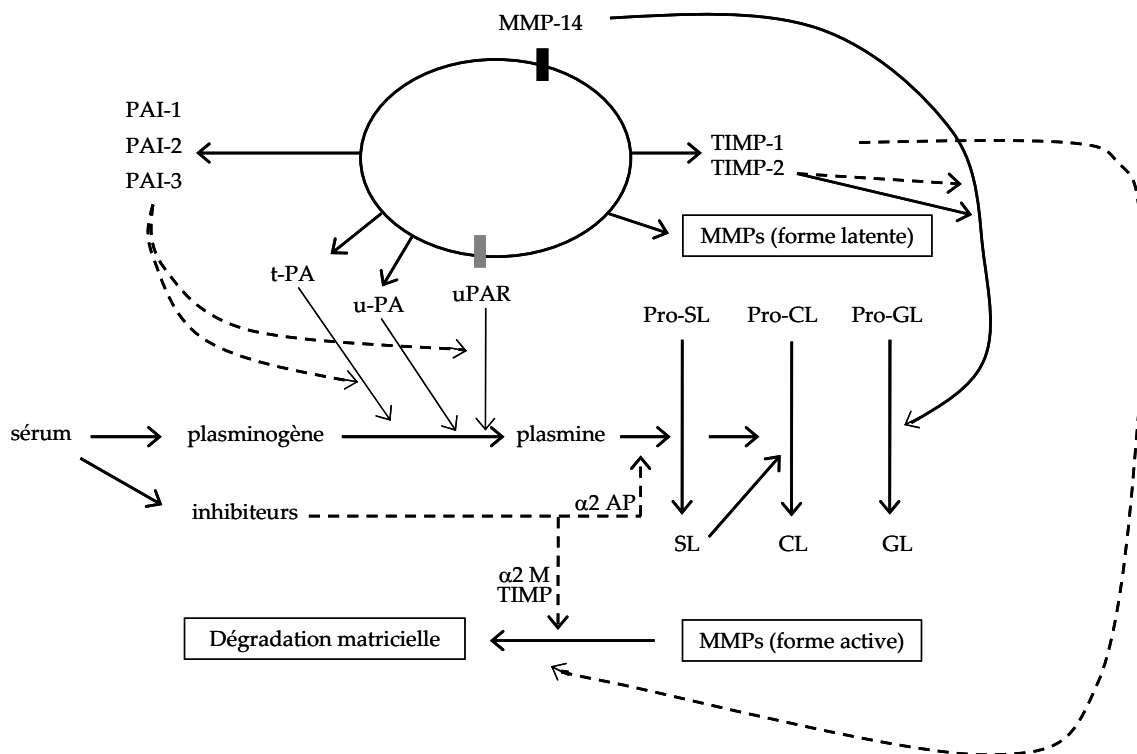 MMP-14
PAI-1
PAI-2
PAI-3
TIMP-1
TIMP-2
MMPs (forme latente)
t-PA
u-PA
uPAR
Pro-SL
Pro-CL
Pro-GL
sérum
plasminogène
plasmine
inhibiteurs
α2 AP
SL
CL
GL
α2 M
TIMP
Dégradation matricielle
MMPs (forme active)